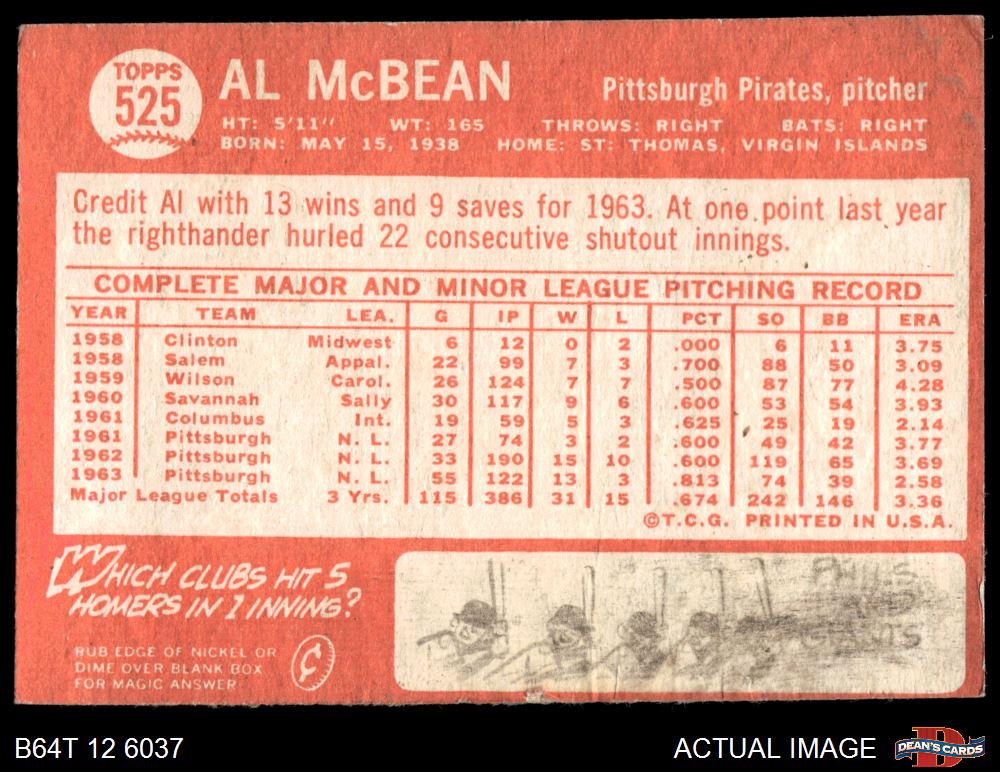 TOPPS
525
AL McBEAN
Pittsburgh Pirates, pitcher
HT: 5'11" WT: 165 THROWS: RIGHT BATS: RIGHT
BORN: MAY 15, 1938 HOME: ST: THOMAS, VIRGIN ISLANDS
Credit Al with 13 wins and 9 saves for 1963. At one point last year
the righthander hurled 22 consecutive shutout innings.
COMPLETE MAJOR AND MINOR LEAGUE PITCHING RECORD
YEAR TEAM LEA. G IP W L PCT SO BB ERA
1958 Clinton Midwest 6 12 0 2 .000 6 11 3.75
1958 Salem Appal. 22 99 7 3 .700 88 50 3.09
1959 Wilson Carol. 26 124 7 7 .500 87 77 4.28
1960 Savannah Sally 30 117 9 6 .600 53 54 3.93
1961 Columbus Int. 19 59 5 3 .625 25 19 2.14
1961 Pittsburgh N. L. 27 74 3 2 .600 49 42 3.77
1962 Pittsburgh N. L. 33 190 15 10 .600 119 65 3.69
1963 Pittsburgh N. L. 55 122 13 3 .813 74 39 2.58
Major League Totals 3 Yrs. 115 386 31 15 .674 242 146 3.36
©T.C.G. PRINTED IN U.S.A.
WHICH CLUBS HIT 5
HOMERS IN 1 INNING?
RUB EDGE OF NICKEL OR
DIME OVER BLANK BOX
FOR MAGIC ANSWER
¢
PHILS
B64T 12 6037
ACTUAL IMAGE
DEAN'S CARDS